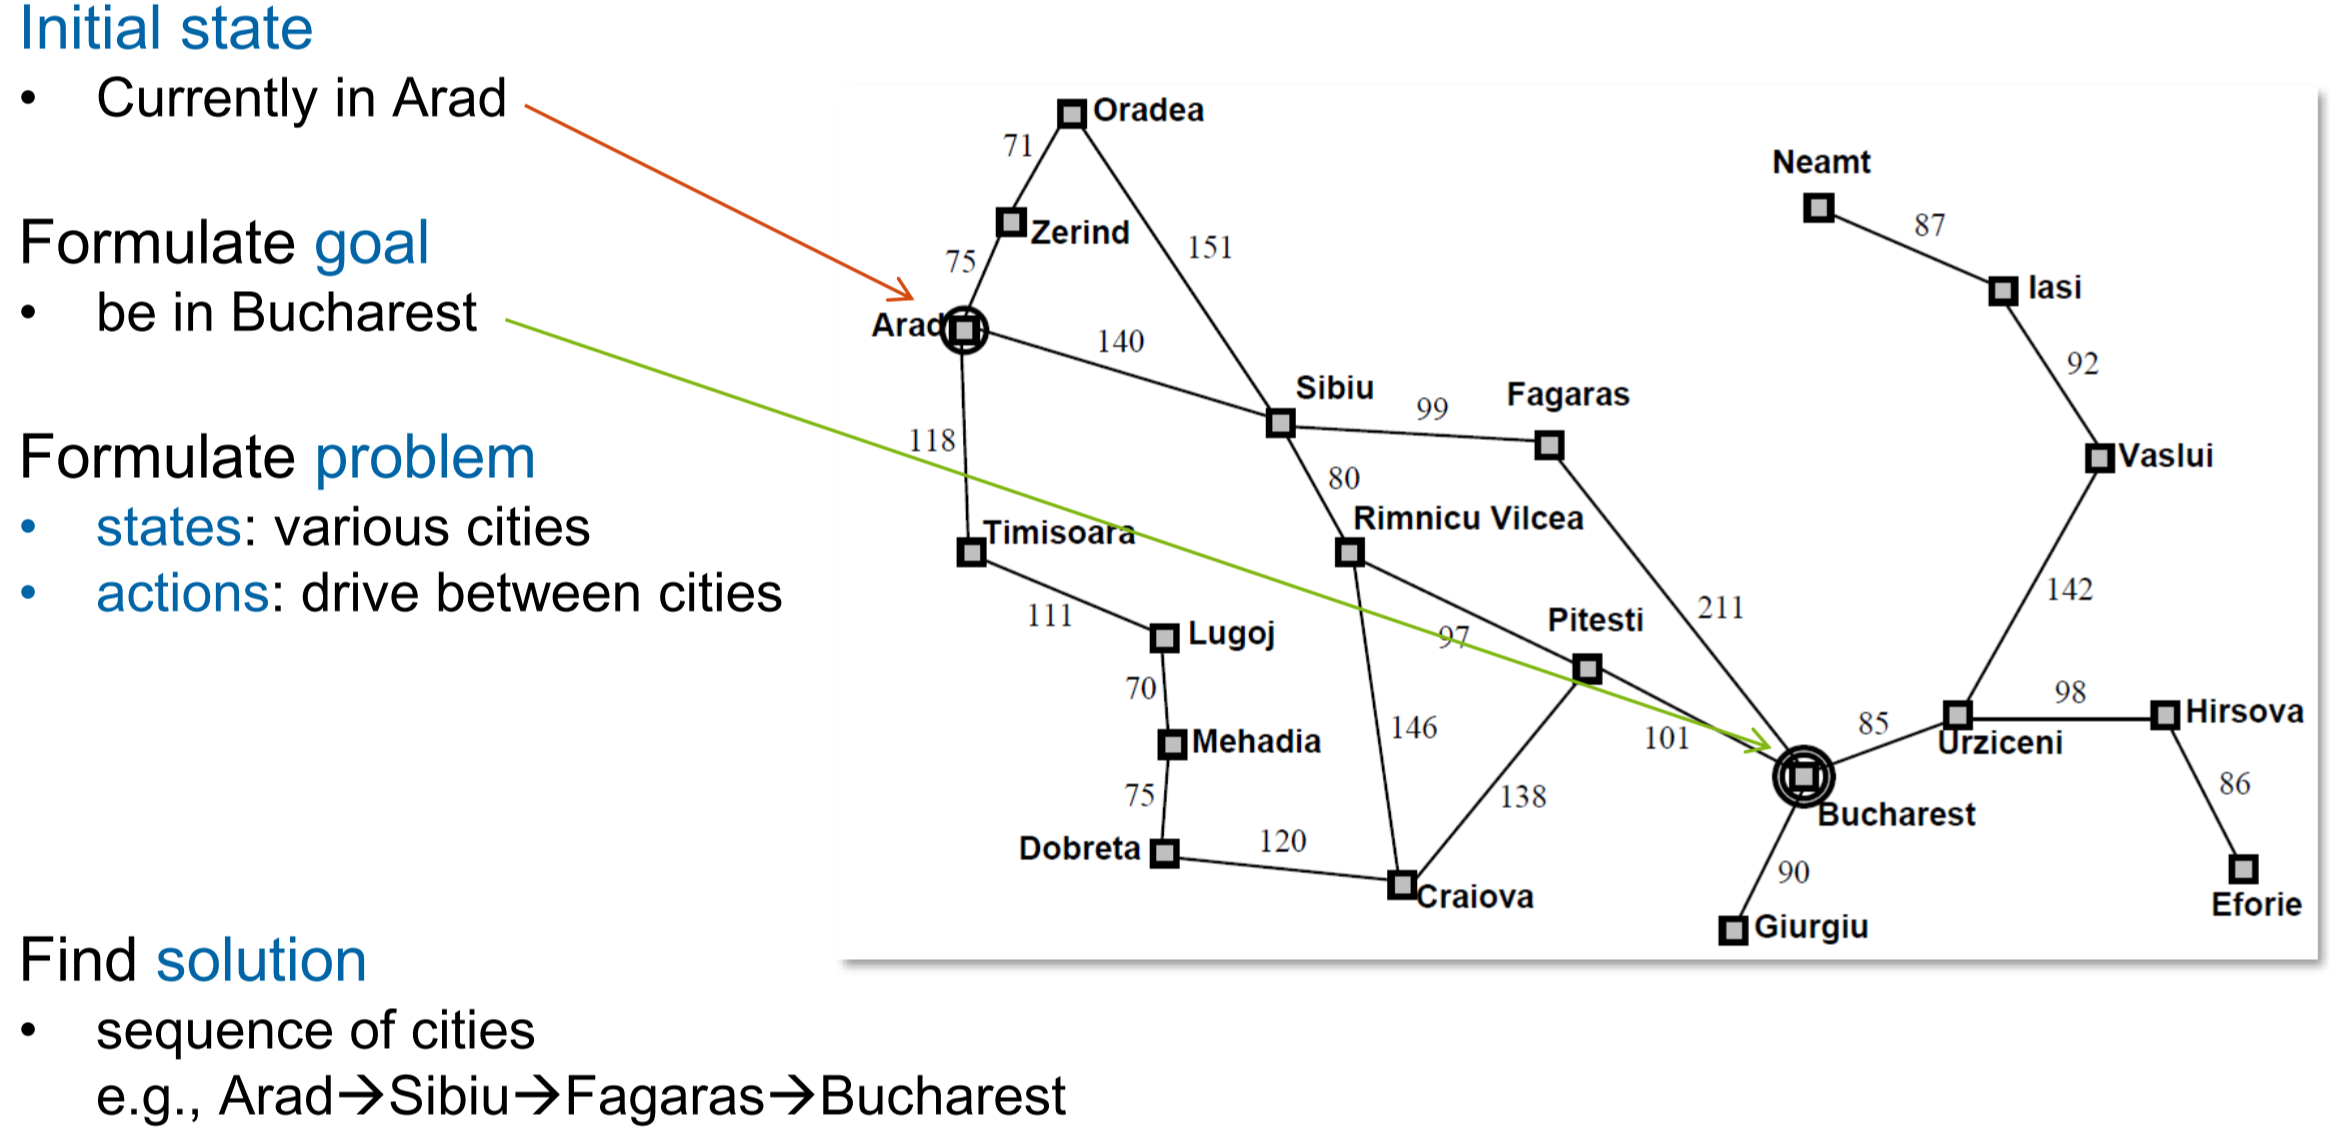 Initial state
• Currently in Arad
Formulate goal
• be in Bucharest
Formulate problem
• states: various cities
• actions: drive between cities
Find solution
• sequence of cities
e.g., Arad→Sibiu→Fagaras→Bucharest
Oradea
71
Neamt
87
Zerind
151
75
Iasi
Arad
140
92
Sibiu
99
Fagaras
118
Vaslui
80
Rimnicu Vilcea
Timisoara
142
111
Lugoj
97
Pitesti
211
70
98
Hirsova
146
101
85
Urziceni
Mehadia
86
75
138
Bucharest
Dobreta
120
90
Craiova
Eforie
Giurgiu